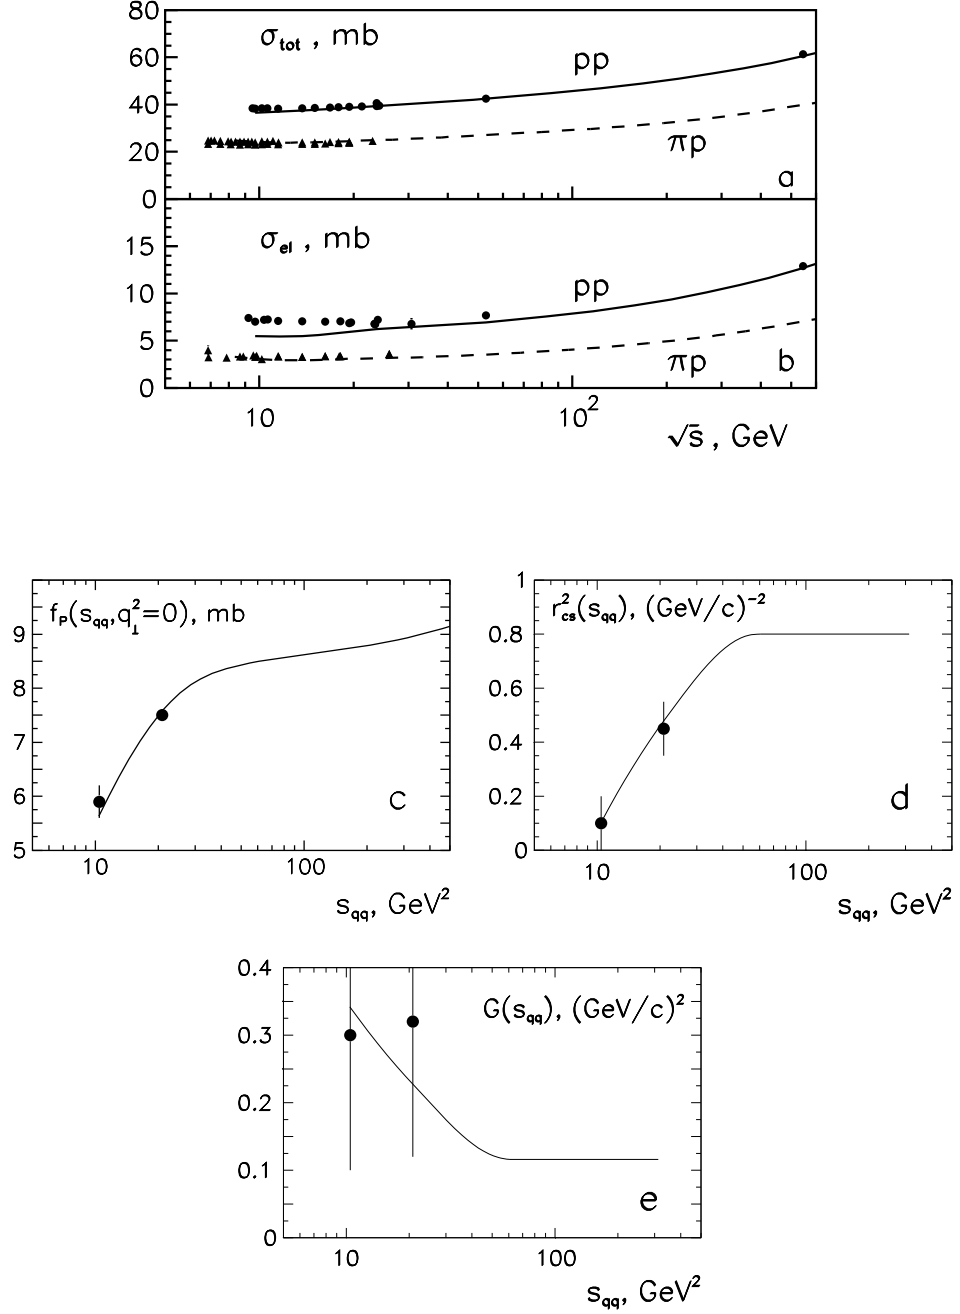 80
σtot , mb
60
pp
40
20
πp
a
0
σel , mb
15
pp
10
5
πp
b
0
10
10²
√s , GeV
fP(sqq,q²⊥=0), mb
9
8
7
6
c
5
10
100
sqq, GeV²
1
r²cs(sqq), (GeV/c)⁻²
0.8
0.6
0.4
0.2
d
0
10
100
sqq, GeV²
0.4
G(sqq), (GeV/c)²
0.3
0.2
0.1
e
0
10
100
sqq, GeV²